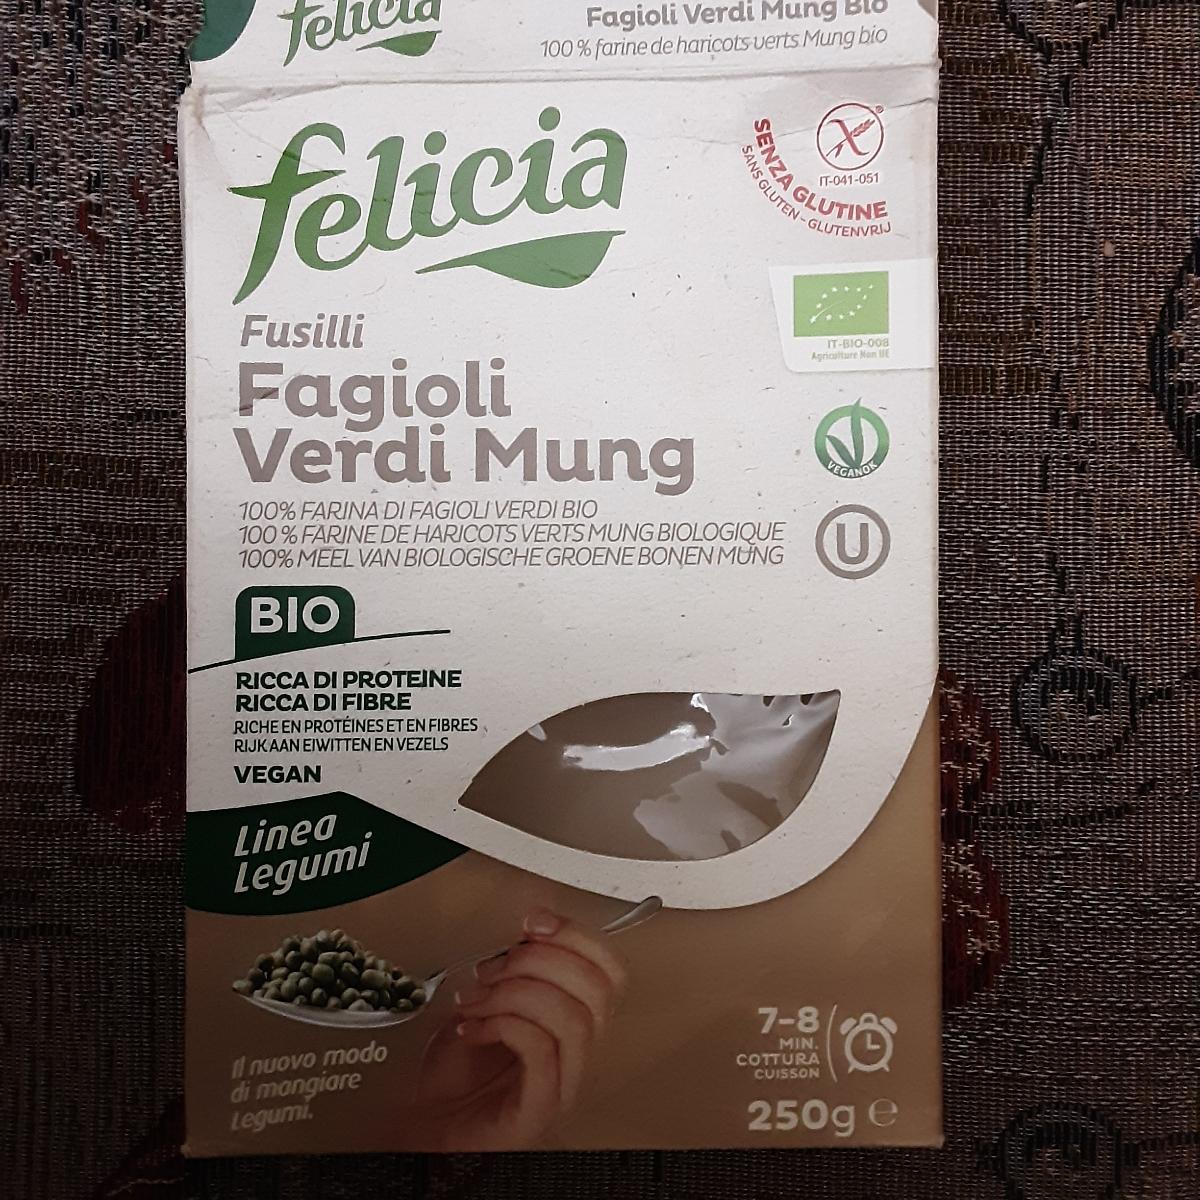 felicia
Fagioli Verdi Mung Bio
100 % farine de haricots verts Mung bio
felicia
SENZA GLUTINE
SANS GLUTEN - GLUTENVRIJ
IT-041-051
IT-BIO-008
Agriculture Non UE
Fusilli
Fagioli
Verdi Mung
VEGANOK
100% FARINA DI FAGIOLI VERDI BIO
100 % FARINE DE HARICOTS VERTS MUNG BIOLOGIQUE
100% MEEL VAN BIOLOGISCHE GROENE BONEN MUNG
U
BIO
RICCA DI PROTEINE
RICCA DI FIBRE
RICHE EN PROTÉINES ET EN FIBRES
RIJK AAN EIWITTEN EN VEZELS
VEGAN
Linea
Legumi
Il nuovo modo
di mangiare
Legumi.
7-8
MIN.
COTTURA
CUISSON
250g ℮